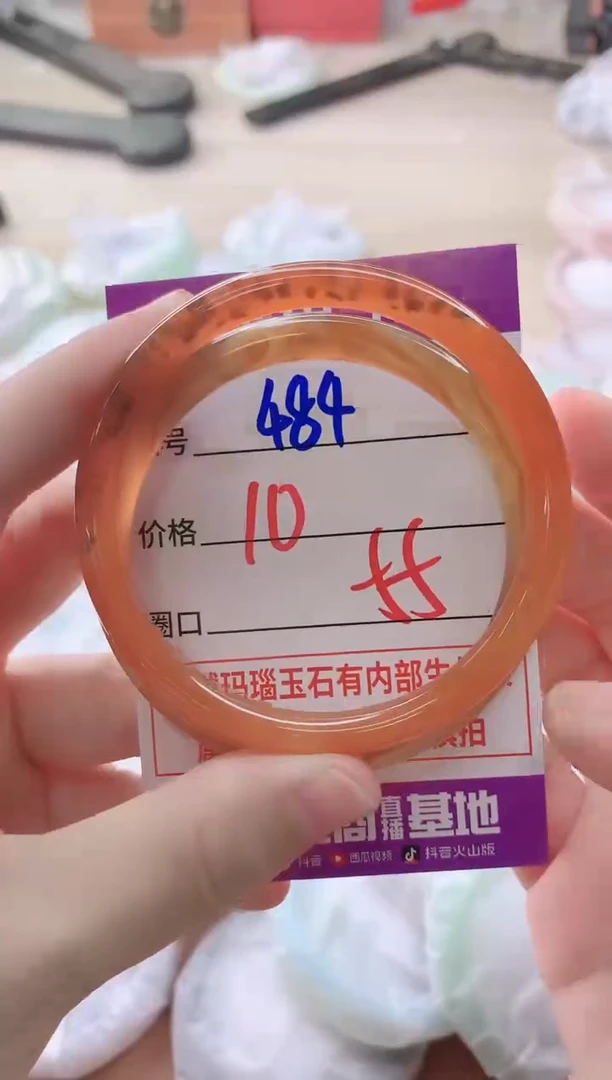 号 484
价格 10
圈口 55
玛瑙玉石有内部生
拍
直播 基地
抖音 西瓜视频 抖音火山版